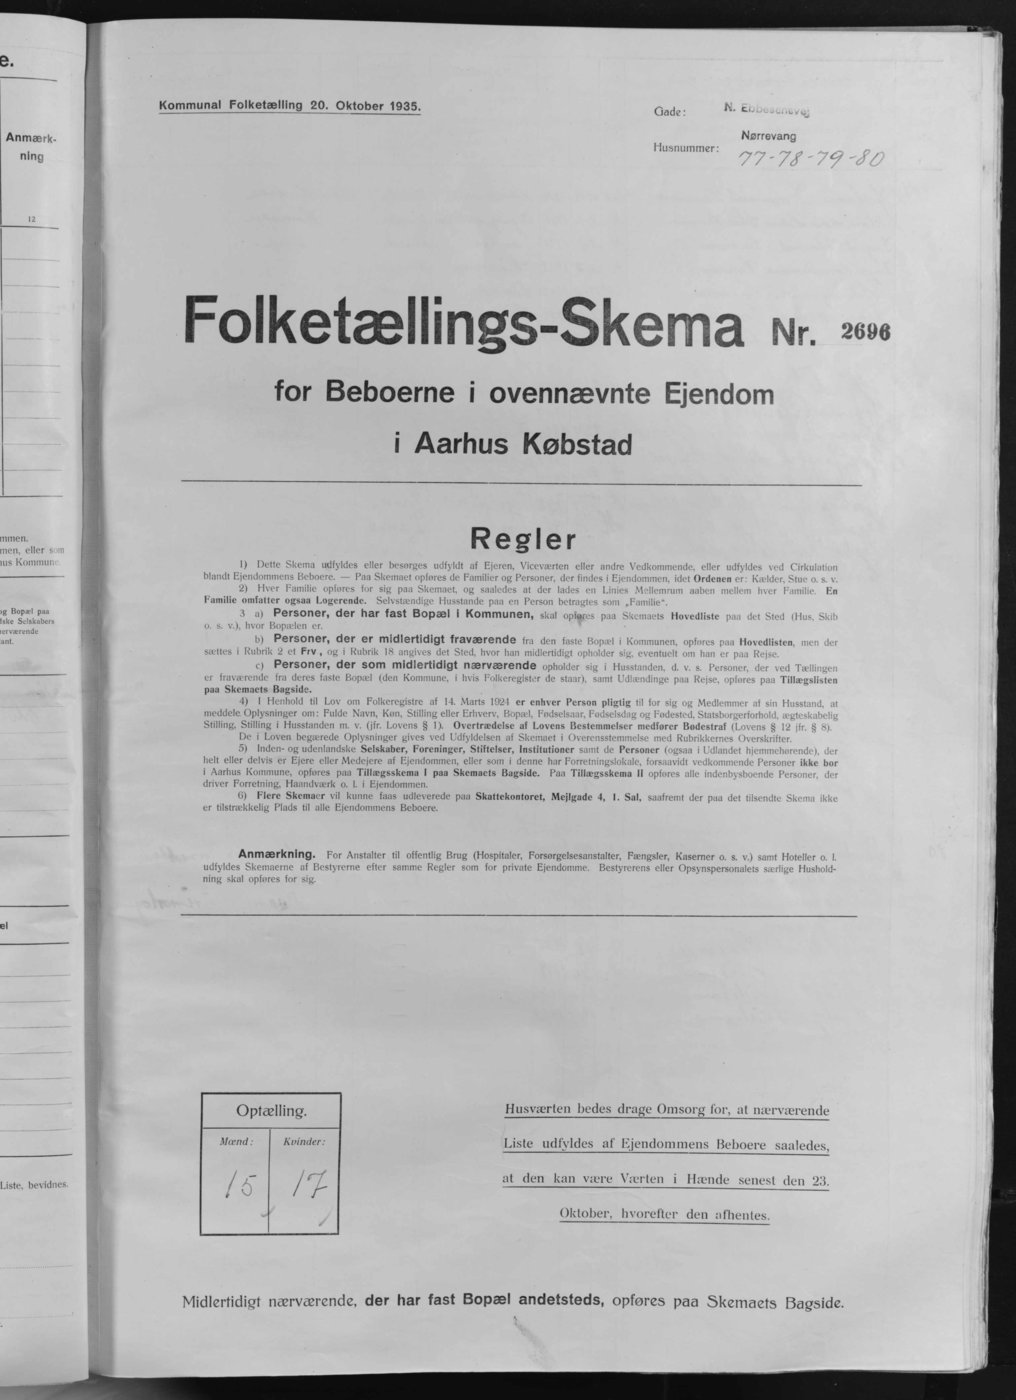 e.
Anmærk-
ning
12
mmen.
men, eller som
hus Kommune.
og Bopæl paa
dske Selskabers
nerværende
tant.
el
Liste, bevidnes.
Kommunal Folketælling 20. Oktober 1935.
Gade: N. Ebbesensvej
Nørrevang
Husnummer: 77-78-79-80
Folketællings-Skema Nr. 2696
for Beboerne i ovennævnte Ejendom
i Aarhus Købstad
Regler
1) Dette Skema udfyldes eller besørges udfyldt af Ejeren, Viceværten eller andre Vedkommende, eller udfyldes ved Cirkulation
blandt Ejendommens Beboere. — Paa Skemaet opføres de Familier og Personer, der findes i Ejendommen, idet Ordenen er: Kælder, Stue o. s. v.
2) Hver Familie opføres for sig paa Skemaet, og saaledes at der lades en Linies Mellemrum aaben mellem hver Familie. En
Familie omfatter ogsaa Logerende. Selvstændige Husstande paa en Person betragtes som „Familie“.
3 a) Personer, der har fast Bopæl i Kommunen, skal opføres paa Skemaets Hovedliste paa det Sted (Hus, Skib
o. s. v.), hvor Bopælen er.
b) Personer, der er midlertidigt fraværende fra den faste Bopæl i Kommunen, opføres paa Hovedlisten, men der
sættes i Rubrik 2 et Frv, og i Rubrik 18 angives det Sted, hvor han midlertidigt opholder sig, eventuelt om han er paa Rejse.
c) Personer, der som midlertidigt nærværende opholder sig i Husstanden, d. v. s. Personer, der ved Tællingen
er fraværende fra deres faste Bopæl (den Kommune, i hvis Folkeregister de staar), samt Udlændinge paa Rejse, opføres paa Tillægslisten
paa Skemaets Bagside.
4) I Henhold til Lov om Folkeregistre af 14. Marts 1924 er enhver Person pligtig til for sig og Medlemmer af sin Husstand, at
meddele Oplysninger om: Fulde Navn, Køn, Stilling eller Erhverv, Bopæl, Fødselsaar, Fødselsdag og Fødested, Statsborgerforhold, ægteskabelig
Stilling, Stilling i Husstanden m. v. (jfr. Lovens § 1). Overtrædelse af Lovens Bestemmelser medfører Bødestraf (Lovens § 12 jfr. § 8).
De i Loven begærede Oplysninger gives ved Udfyldelsen af Skemaet i Overensstemmelse med Rubrikkernes Overskrifter.
5) Inden- og udenlandske Selskaber, Foreninger, Stiftelser, Institutioner samt de Personer (ogsaa i Udlandet hjemmehørende), der
helt eller delvis er Ejere eller Medejere af Ejendommen, eller som i denne har Forretningslokale, forsaavidt vedkommende Personer ikke bor
i Aarhus Kommune, opføres paa Tillægsskema I paa Skemaets Bagside. Paa Tillægsskema II opføres alle indenbysboende Personer, der
driver Forretning, Haandværk o. l. i Ejendommen.
6) Flere Skemaer vil kunne faas udleverede paa Skattekontoret, Mejlgade 4, 1. Sal, saafremt der paa det tilsendte Skema ikke
er tilstrækkelig Plads til alle Ejendommens Beboere.
Anmærkning. For Anstalter til offentlig Brug (Hospitaler, Forsørgelsesanstalter, Fængsler, Kaserner o. s. v.) samt Hoteller o. l.
udfyldes Skemaerne af Bestyrerne efter samme Regler som for private Ejendomme. Bestyrerens eller Opsynspersonalets særlige Hushold-
ning skal opføres for sig.
Optælling.
Mænd: Kvinder:
15 17
Husværten bedes drage Omsorg for, at nærværende
Liste udfyldes af Ejendommens Beboere saaledes,
at den kan være Værten i Hænde senest den 23.
Oktober, hvorefter den afhentes.
Midlertidigt nærværende, der har fast Bopæl andetsteds, opføres paa Skemaets Bagside.